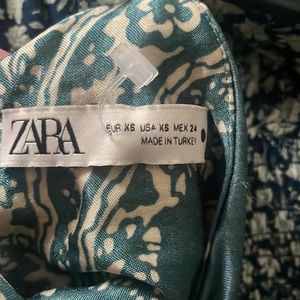 ZARA
EUR XS USA XS MEX 24
MADE IN TURKEY